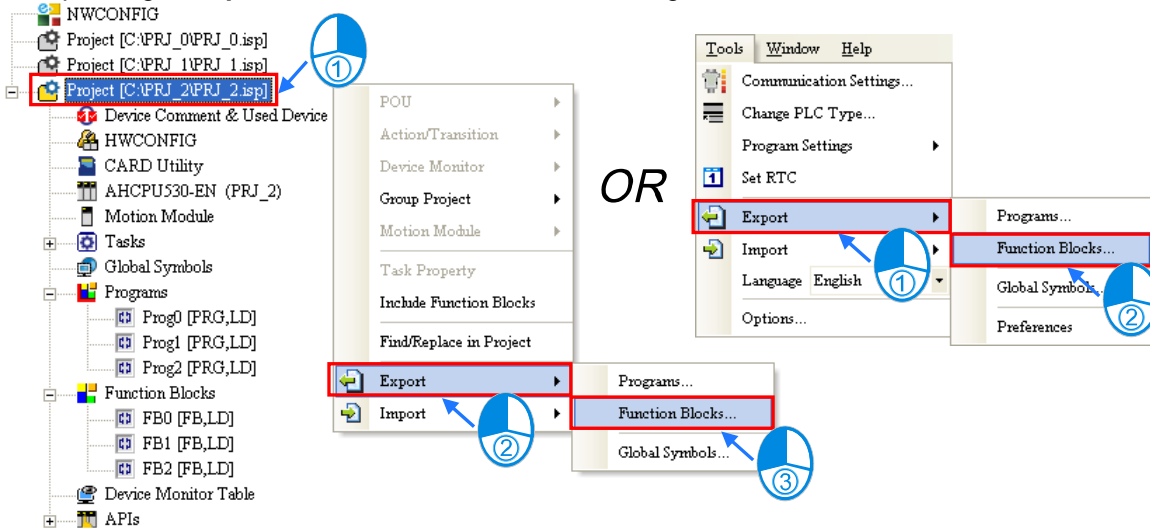 NWCONFIG
Project [C:\PRJ_0\PRJ_0.isp]
Project [C:\PRJ_1\PRJ_1.isp]
Project [C:\PRJ_2\PRJ_2.isp]
Device Comment & Used Device
HWCONFIG
CARD Utility
AHCPU530-EN (PRJ_2)
Motion Module
Tasks
Global Symbols
Programs
Prog0 [PRG,LD]
Prog1 [PRG,LD]
Prog2 [PRG,LD]
Function Blocks
FB0 [FB,LD]
FB1 [FB,LD]
FB2 [FB,LD]
Device Monitor Table
APIs
1
POU
Action/Transition
Device Monitor
Group Project
Motion Module
Task Property
Include Function Blocks
Find/Replace in Project
Export
Import
2
Programs...
Function Blocks...
Global Symbols...
3
OR
Tools Window Help
Communication Settings...
Change PLC Type...
Program Settings
1 Set RTC
Export
Import
Language English
Options...
1
Programs...
Function Blocks...
Global Symbols...
Preferences
2